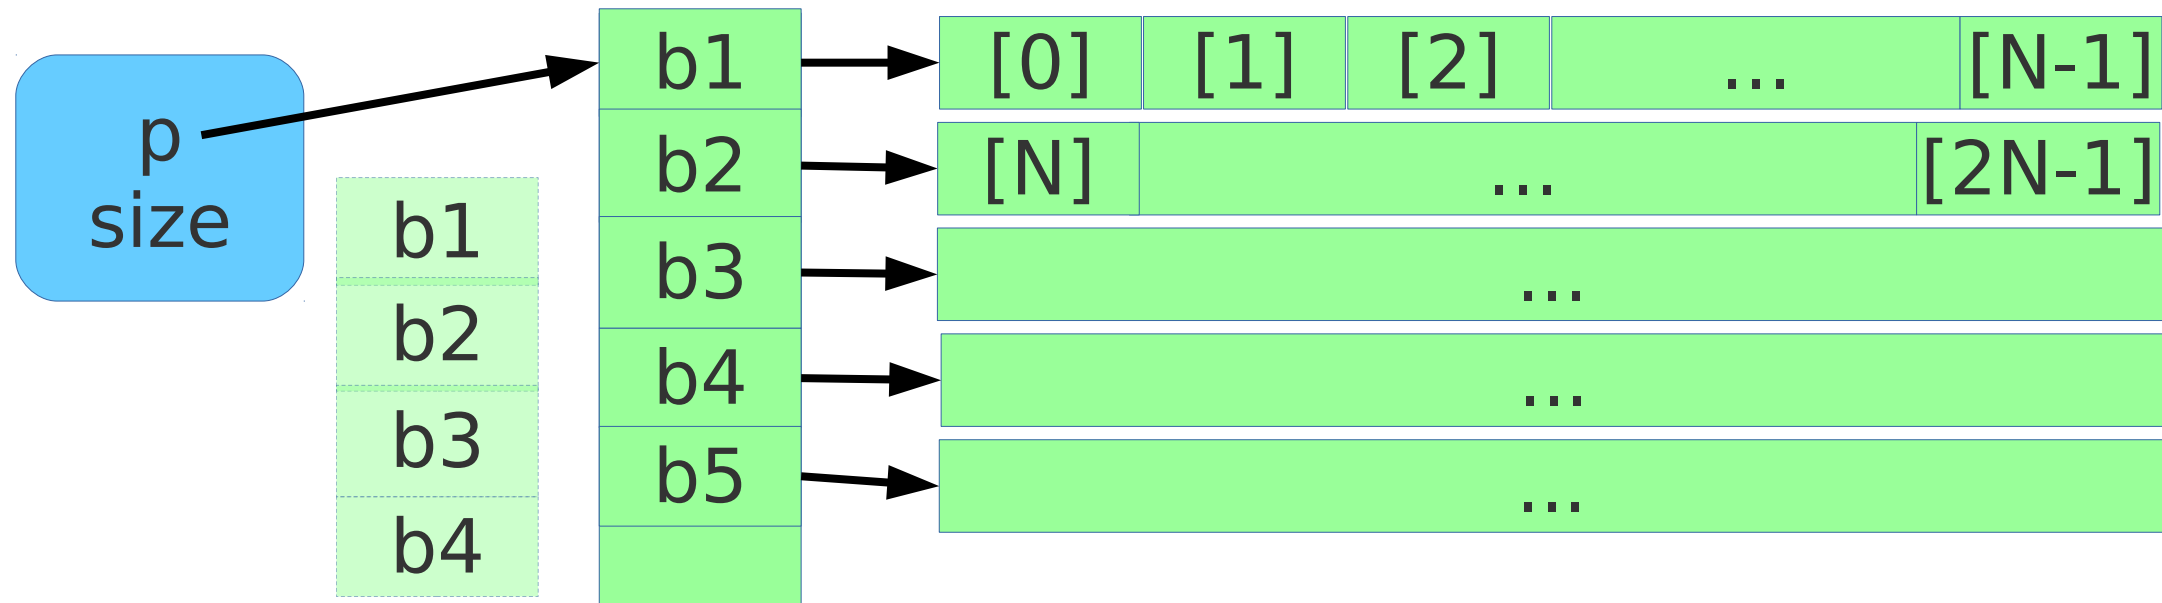 p
size
b1
b2
b3
b4
b1
b2
b3
b4
b5
[0] [1] [2] ... [N-1]
[N] ... [2N-1]
...
...
...